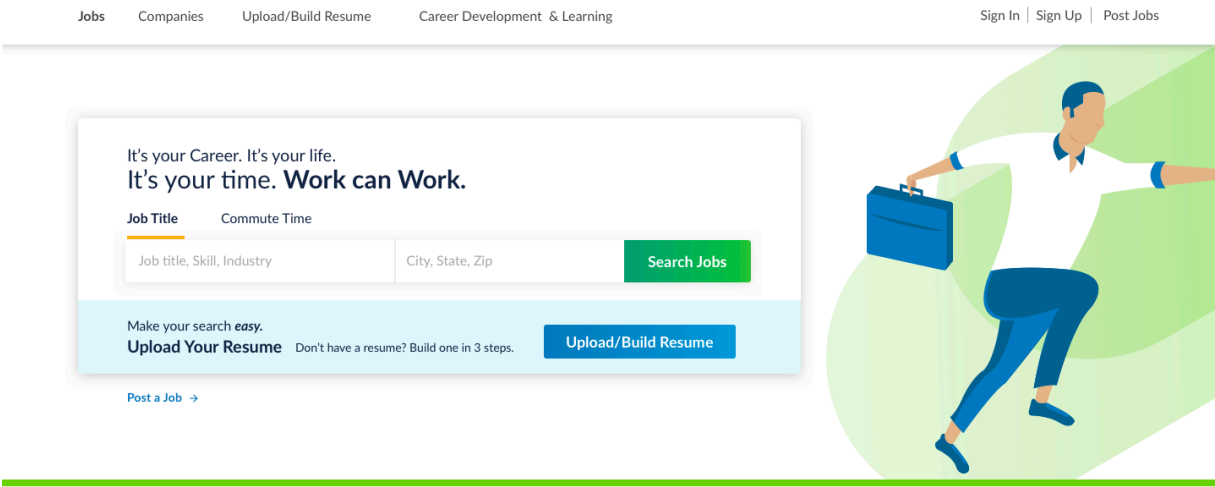 Jobs Companies Upload/Build Resume Career Development & Learning Sign In Sign Up Post Jobs
It's your Career. It's your life.
It's your time. Work can Work.
Job Title Commute Time
Job title, Skill, Industry City, State, Zip Search Jobs
Make your search easy.
Upload Your Resume Don't have a resume? Build one in 3 steps. Upload/Build Resume
Post a Job →